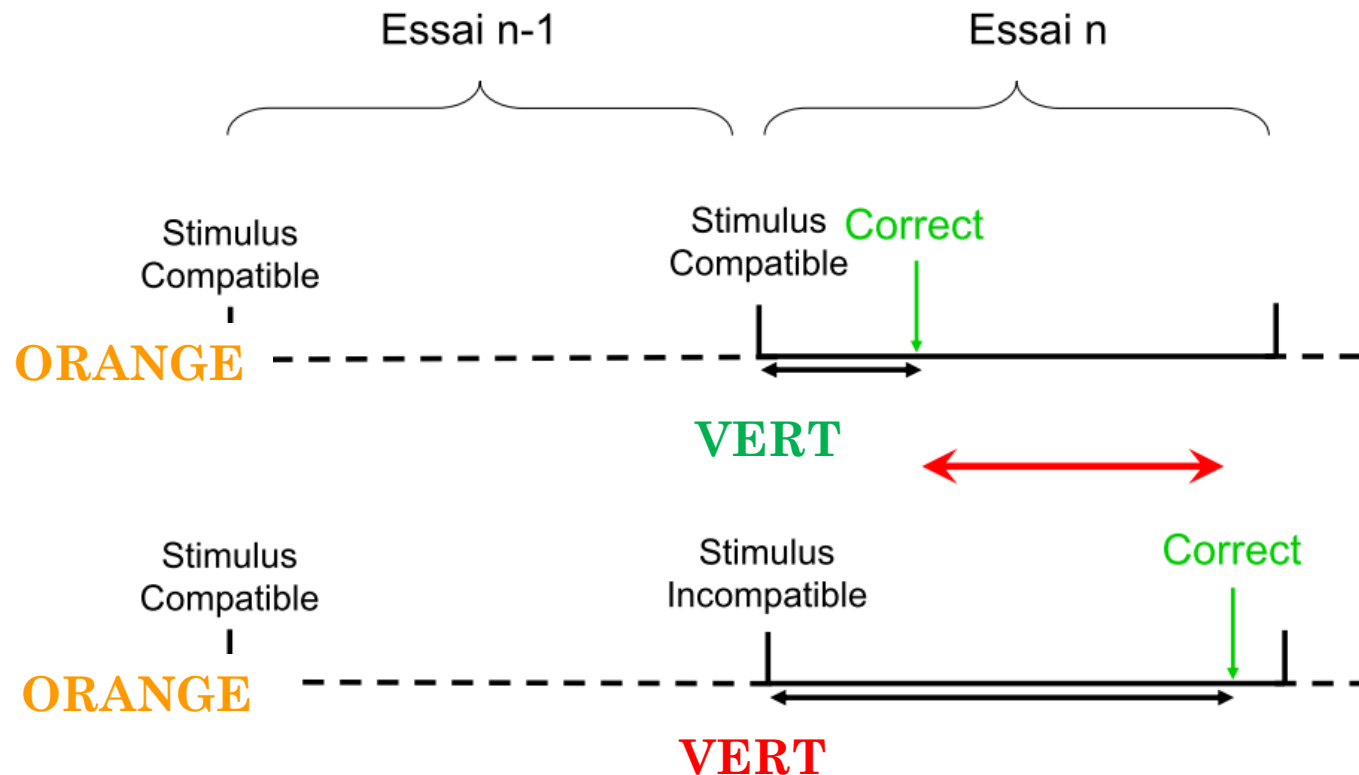 Essai n-1
Essai n
Stimulus
Compatible
Stimulus
Compatible
Correct
ORANGE
VERT
Stimulus
Compatible
Stimulus
Incompatible
Correct
ORANGE
VERT